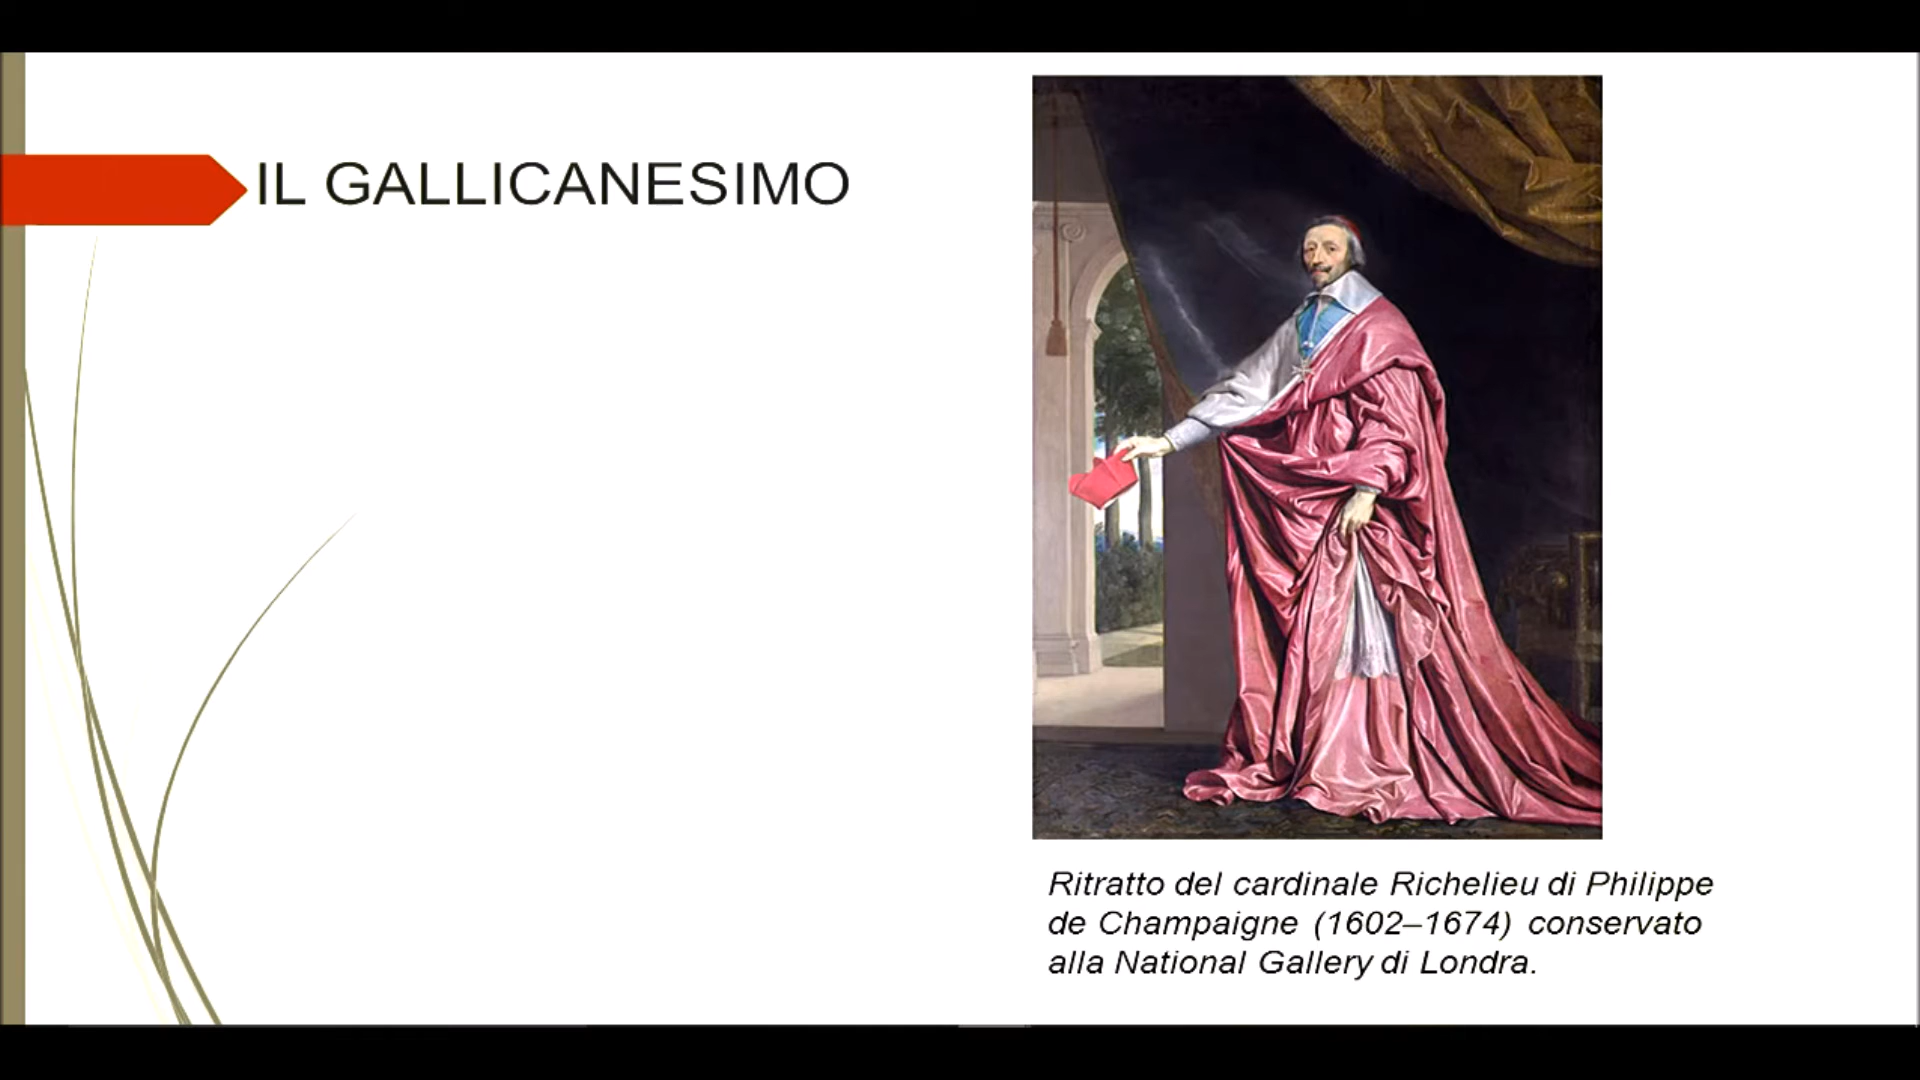 IL GALLICANESIMO
Ritratto del cardinale Richelieu di Philippe
de Champaigne (1602–1674) conservato
alla National Gallery di Londra.